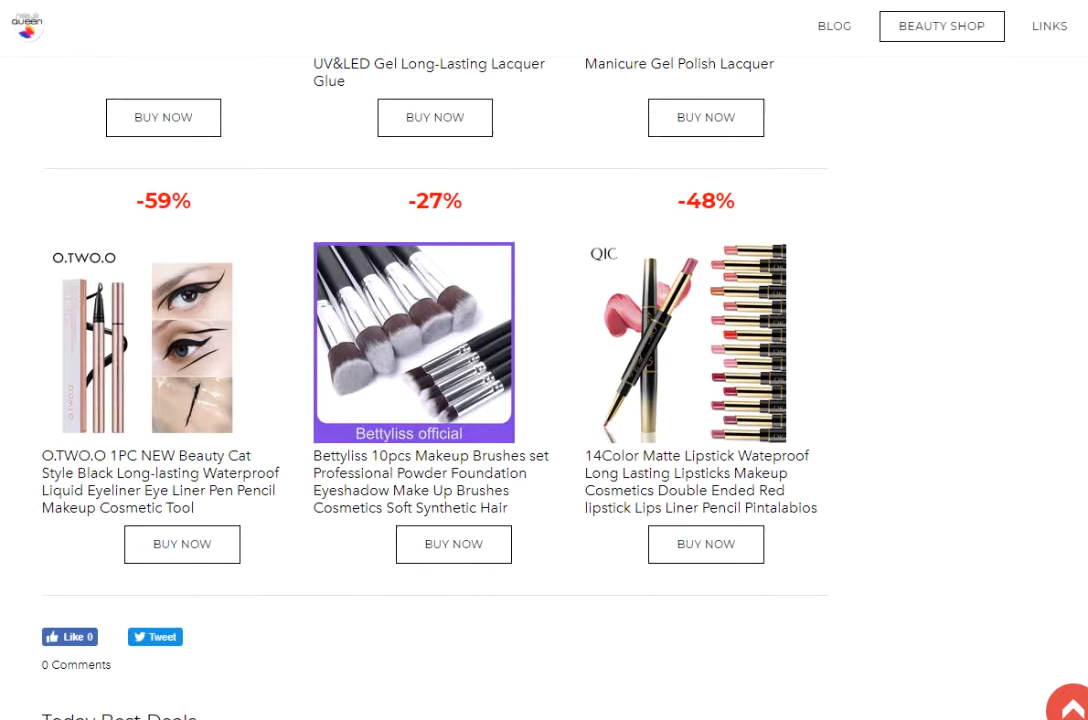 QUEEN
BLOG
BEAUTY SHOP
LINKS
UV&LED Gel Long-Lasting Lacquer
Glue
Manicure Gel Polish Lacquer
BUY NOW
BUY NOW
BUY NOW
-59%
-27%
-48%
O.TWO.O
Bettyliss official
QIC
O.TWO.O 1PC NEW Beauty Cat
Style Black Long-lasting Waterproof
Liquid Eyeliner Eye Liner Pen Pencil
Makeup Cosmetic Tool
Bettyliss 10pcs Makeup Brushes set
Professional Powder Foundation
Eyeshadow Make Up Brushes
Cosmetics Soft Synthetic Hair
14Color Matte Lipstick Wateproof
Long Lasting Lipsticks Makeup
Cosmetics Double Ended Red
lipstick Lips Liner Pencil Pintalabios
BUY NOW
BUY NOW
BUY NOW
Like 0
Tweet
0 Comments
Today Best Deals